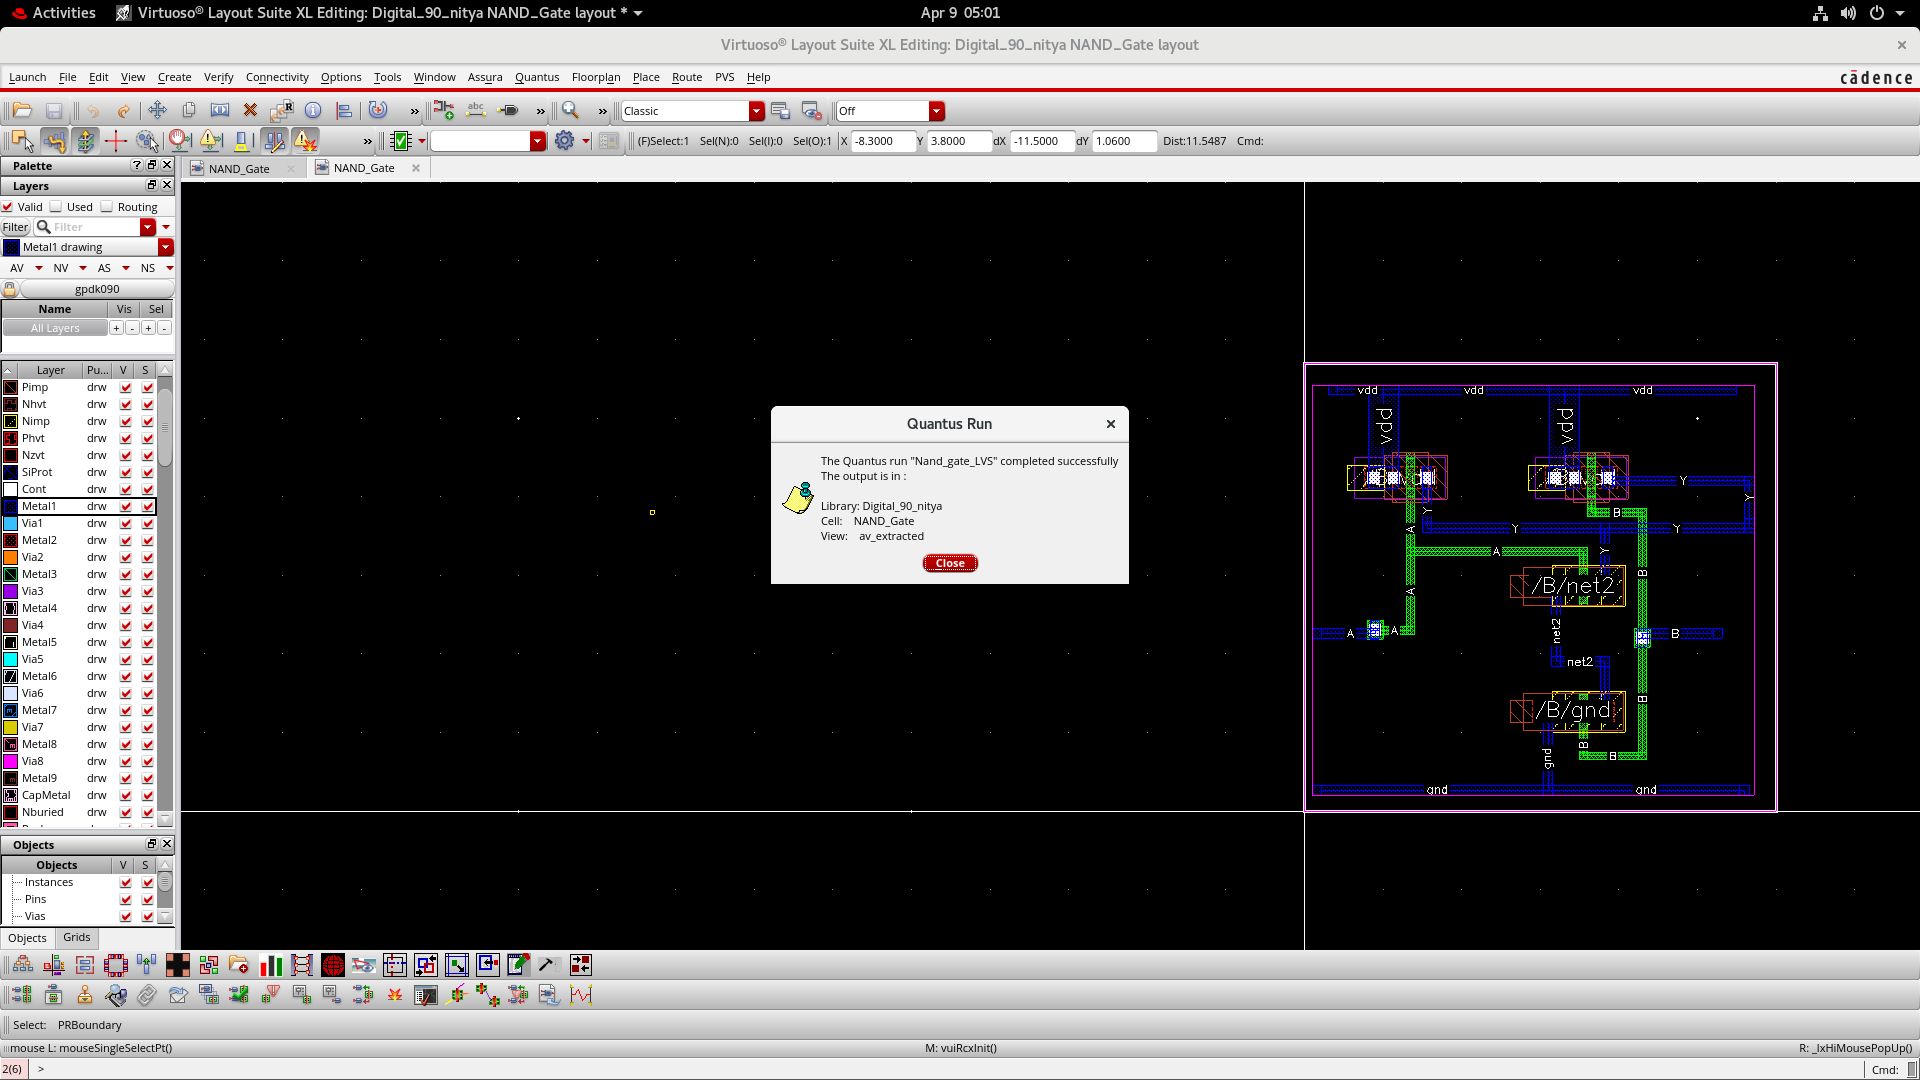 Activities Virtuoso® Layout Suite XL Editing: Digital_90_nitya NAND_Gate layout * Apr 9 05:01
Virtuoso® Layout Suite XL Editing: Digital_90_nitya NAND_Gate layout
Launch File Edit View Create Verify Connectivity Options Tools Window Assura Quantus Floorplan Place Route PVS Help cādence
abc Classic Off
(F)Select:1 Sel(N):0 Sel(I):0 Sel(O):1 X -8.3000 Y 3.8000 dX -11.5000 dY 1.0600 Dist:11.5487 Cmd:
Palette
NAND_Gate NAND_Gate
Layers
Valid Used Routing
Filter Filter
Metal1 drawing
AV NV AS NS
gpdk090
Name Vis Sel
All Layers + - + -
Layer Pu... V S
Pimp drw
Nhvt drw
Nimp drw
Phvt drw
Nzvt drw
SiProt drw
Cont drw
Metal1 drw
Via1 drw
Metal2 drw
Via2 drw
Metal3 drw
Via3 drw
Metal4 drw
Via4 drw
Metal5 drw
Via5 drw
Metal6 drw
Via6 drw
Metal7 drw
Via7 drw
Metal8 drw
Via8 drw
Metal9 drw
CapMetal drw
Nburied drw
Objects
Objects V S
Instances
Pins
Vias
Objects Grids
Quantus Run
The Quantus run "Nand_gate_LVS" completed successfully
The output is in :
Library: Digital_90_nitya
Cell: NAND_Gate
View: av_extracted
Close
vdd vdd vdd
vdd vdd
Y Y
B
Y
A Y Y
A Y
B
/B/net2
A
net2
A A B
net2
B
/B/gnd
B
gnd B
gnd gnd
Select: PRBoundary
mouse L: mouseSingleSelectPt() M: vuiRcxInit() R: _lxHiMousePopUp()
2(6) > Cmd: